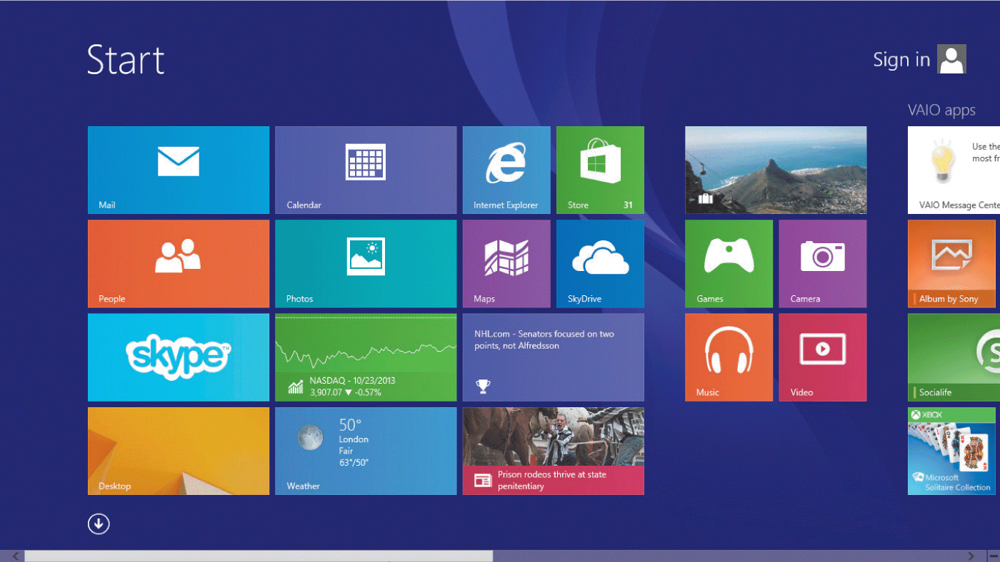 Start
Sign in
VAIO apps
Mail
Calendar
Internet Explorer
Store 31
Use the
most fr
VAIO Message Cente
People
Photos
Maps
SkyDrive
Games
Camera
Album by Sony
skype™
NASDAQ - 10/23/2013
3,907.07 ▼ -0.57%
NHL.com - Senators focused on two
points, not Alfredsson
Music
Video
S
Socialife
Desktop
50°
London
Fair
63°/50°
Weather
Prison rodeos thrive at state
penitentiary
XBOX
Microsoft
Solitaire Collection